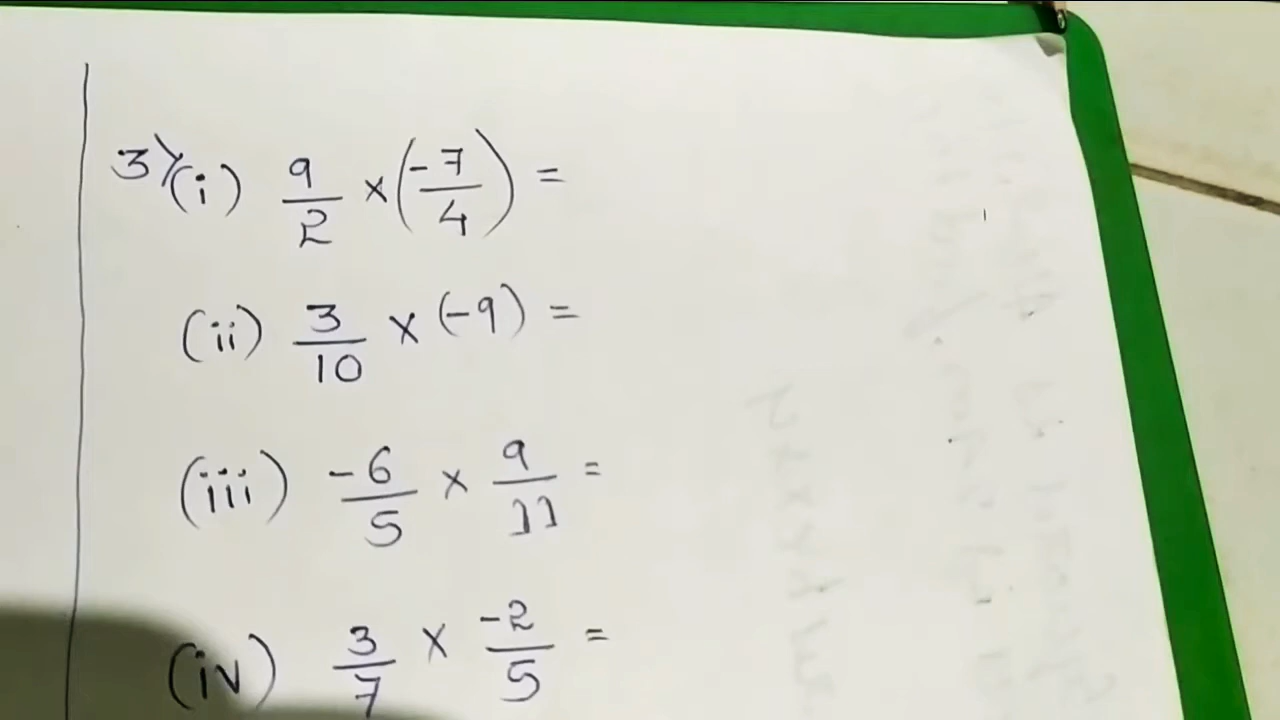 3) (i) 9/2 × (-7/4) =
(ii) 3/10 × (-9) =
(iii) -6/5 × 9/11 =
(iv) 3/7 × -2/5 =